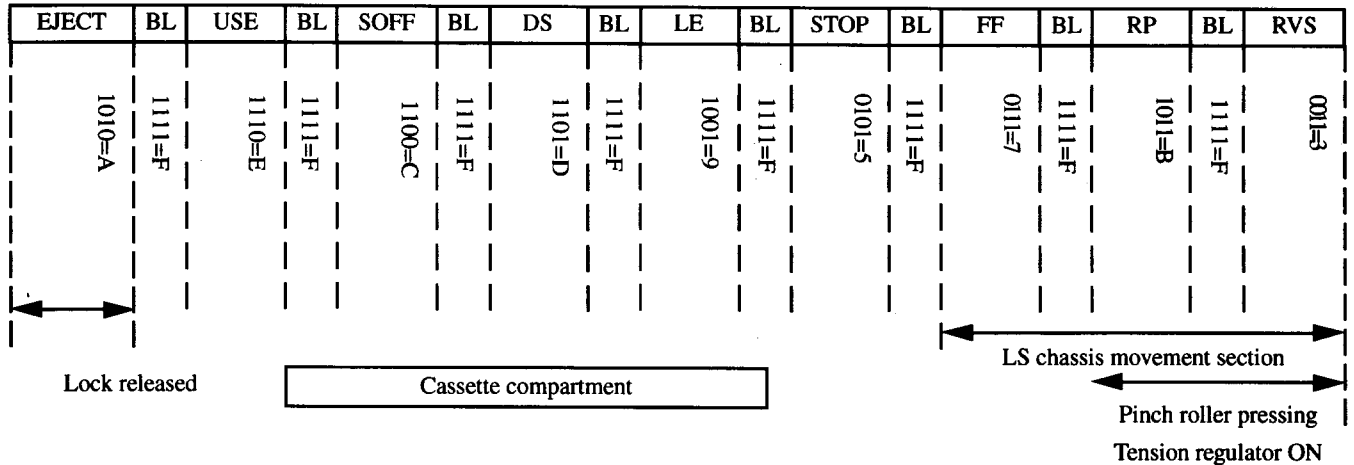 EJECT BL USE BL SOFF BL DS BL LE BL STOP BL FF BL RP BL RVS
1010=A
1111=F
1110=E
1111=F
1100=C
1111=F
1101=D
1111=F
1001=9
1111=F
0101=5
1111=F
0111=7
1111=F
1011=B
1111=F
0011=3
LS chassis movement section
Lock released
Cassette compartment
Pinch roller pressing
Tension regulator ON